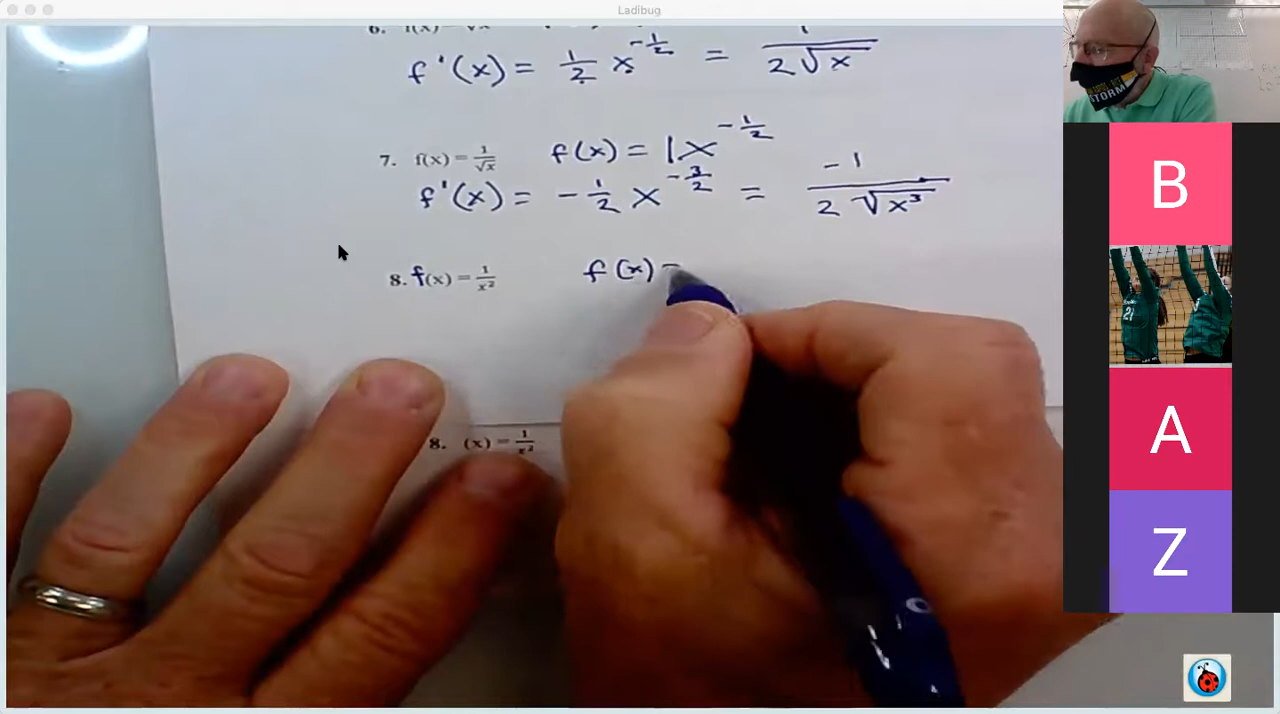 Ladibug
6. f(x) = √x
f'(x) = 1/2 x^{-1/2} = 1/(2√x)
7. f(x) = 1/√x f(x) = 1x^{-1/2}
f'(x) = -1/2 x^{-3/2} = -1/(2√x³)
8. f(x) = 1/x² f(x) =
8. (x) = 1/x²
STORM
B
21
A
Z